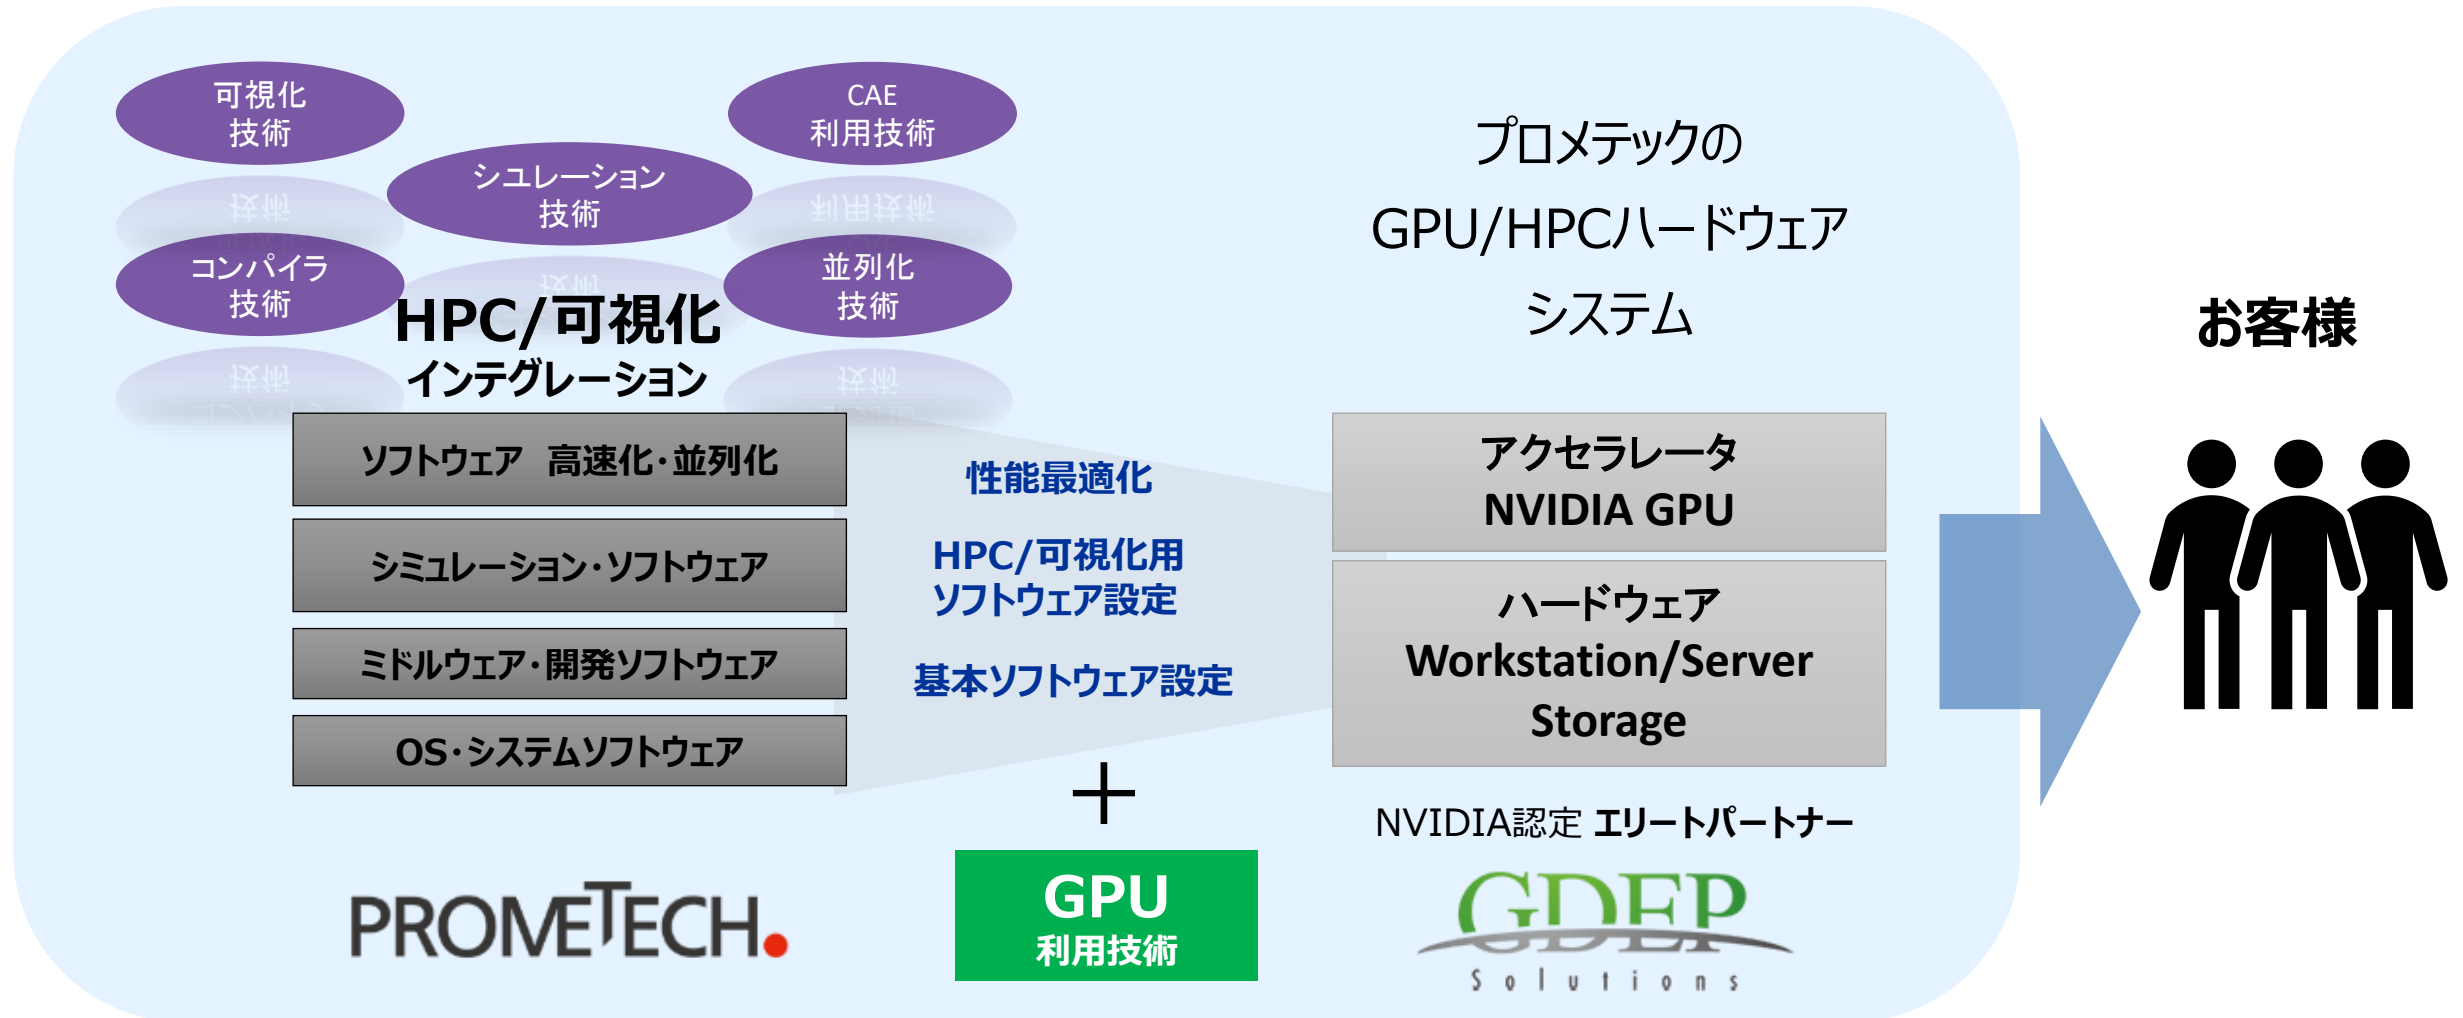 可視化
技術
CAE
利用技術
シュレーション
技術
コンパイラ
技術
並列化
技術
HPC/可視化
インテグレーション
ソフトウェア 高速化・並列化
シミュレーション・ソフトウェア
ミドルウェア・開発ソフトウェア
OS・システムソフトウェア
PROMETECH.
性能最適化
HPC/可視化用
ソフトウェア設定
基本ソフトウェア設定
+
GPU
利用技術
プロメテックの
GPU/HPCハードウェア
システム
アクセラレータ
NVIDIA GPU
ハードウェア
Workstation/Server
Storage
NVIDIA認定 エリートパートナー
GDEP
Solutions
お客様